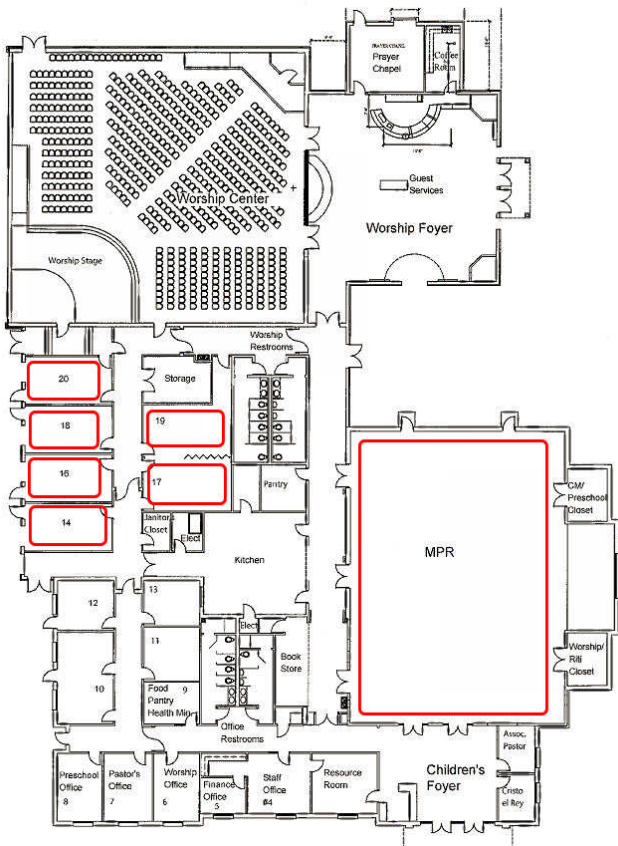 PRAYER CHAPEL
Prayer
Chapel
Coffee
Room
Guest
Services
Worship Center
Worship Foyer
Worship Stage
Worship
Restrooms
20
Storage
18
19
16
17
Pantry
CM/
Preschool
Closet
14
Janitor
Closet
Elect
MPR
Kitchen
13
12
Elect
11
Book
Store
Worship/
Riti
Closet
10
Food
Pantry
Health Min
9
Office
Restrooms
Assoc.
Pastor
Preschool
Office
8
Pastor's
Office
7
Worship
Office
6
Finance
Office
5
Staff
Office
#4
Resource
Room
Children's
Foyer
Cristo
el Rey